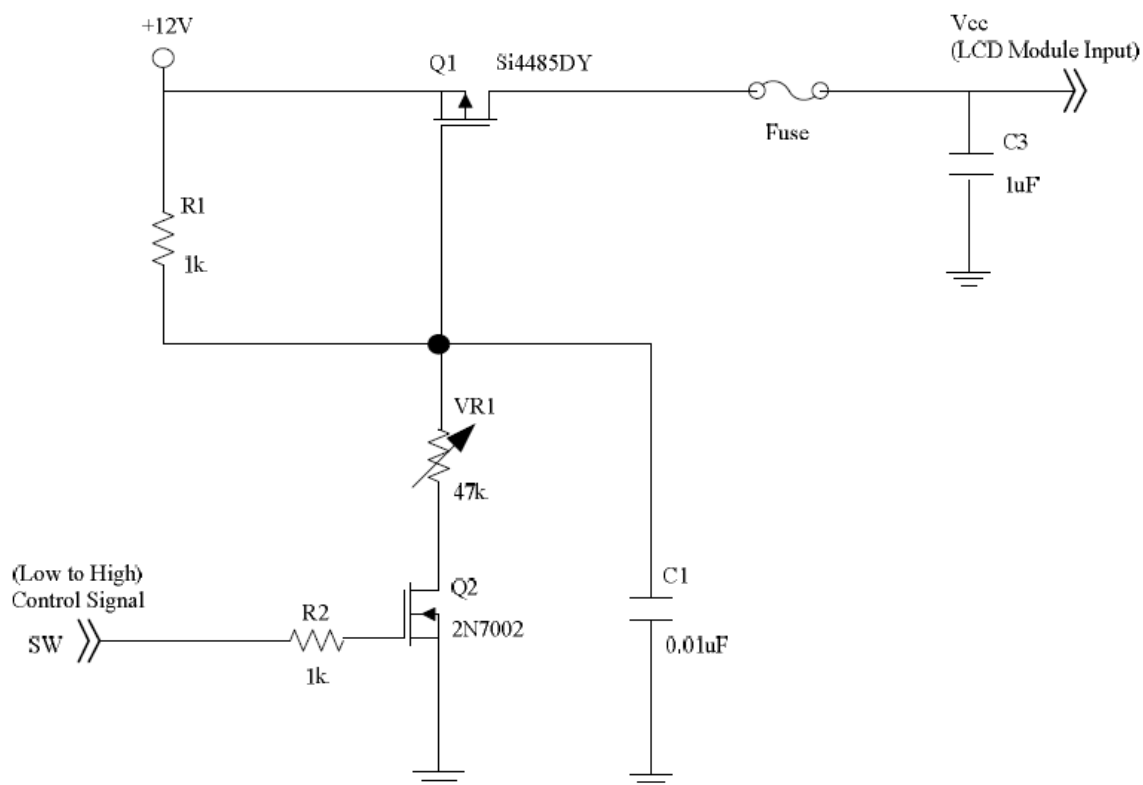 +12V
Vcc
(LCD Module Input)
Q1
Si4485DY
Fuse
C3
1uF
R1
1k
VR1
47k
(Low to High)
Control Signal
SW
R2
1k
Q2
2N7002
C1
0.01uF